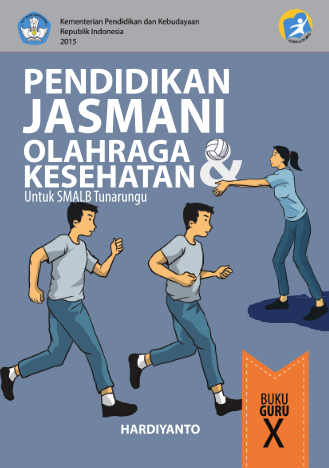 Kementerian Pendidikan dan Kebudayaan
Republik Indonesia
2015
PENDIDIKAN
JASMANI
OLAHRAGA
KESEHATAN &
Untuk SMALB Tunarungu
BUKU
GURU
X
HARDIYANTO